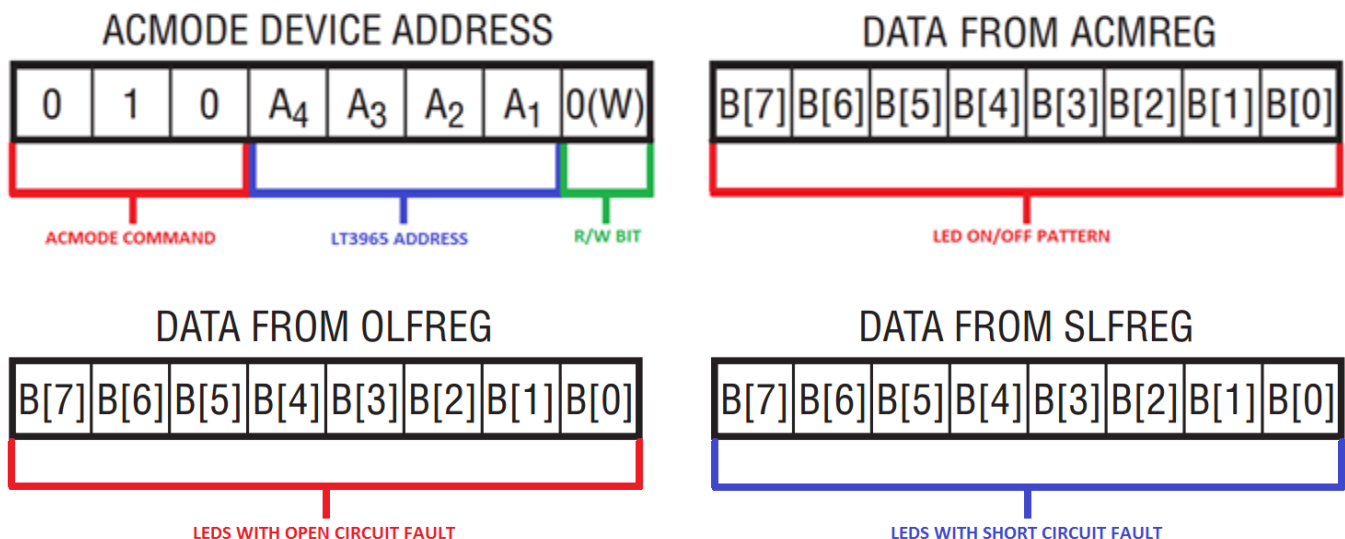 ACMODE DEVICE ADDRESS
0 1 0 A4 A3 A2 A1 0(W)
ACMODE COMMAND
LT3965 ADDRESS
R/W BIT
DATA FROM ACMREG
B[7] B[6] B[5] B[4] B[3] B[2] B[1] B[0]
LED ON/OFF PATTERN
DATA FROM OLFREG
B[7] B[6] B[5] B[4] B[3] B[2] B[1] B[0]
LEDS WITH OPEN CIRCUIT FAULT
DATA FROM SLFREG
B[7] B[6] B[5] B[4] B[3] B[2] B[1] B[0]
LEDS WITH SHORT CIRCUIT FAULT